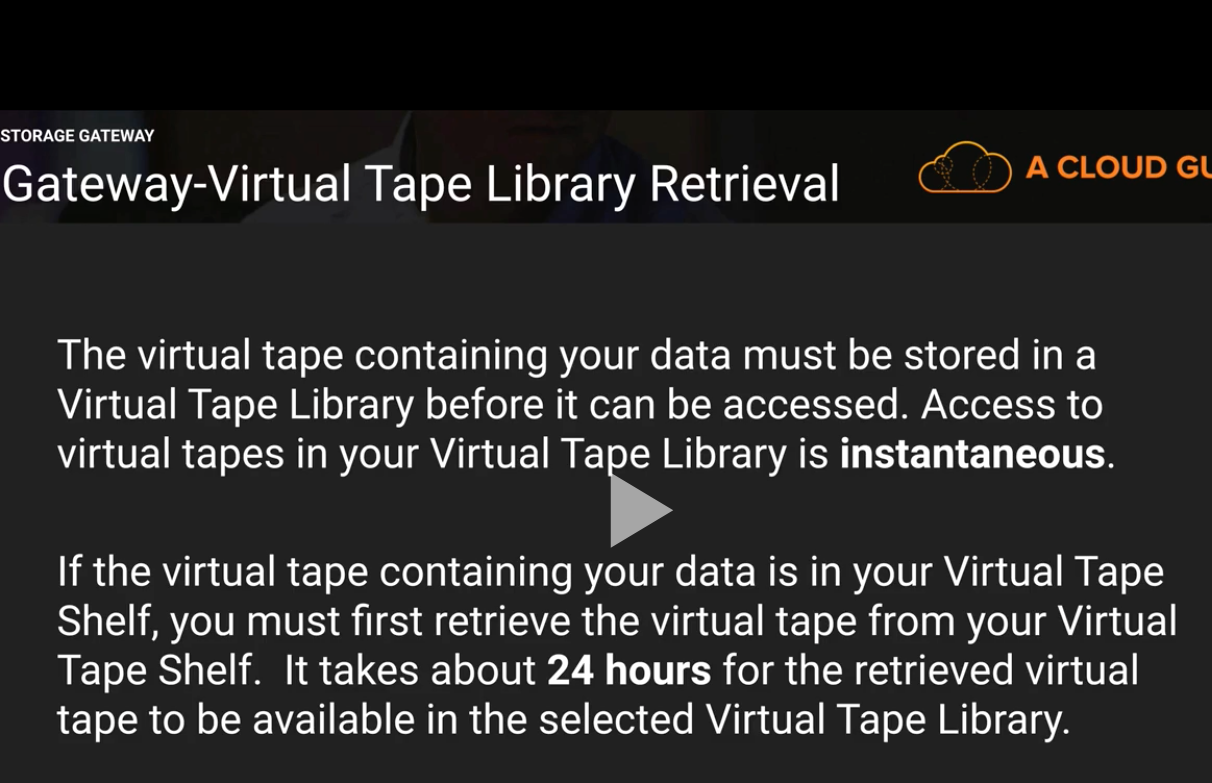 STORAGE GATEWAY
Gateway-Virtual Tape Library Retrieval
A CLOUD GU
The virtual tape containing your data must be stored in a
Virtual Tape Library before it can be accessed. Access to
virtual tapes in your Virtual Tape Library is instantaneous.
If the virtual tape containing your data is in your Virtual Tape
Shelf, you must first retrieve the virtual tape from your Virtual
Tape Shelf.  It takes about 24 hours for the retrieved virtual
tape to be available in the selected Virtual Tape Library.